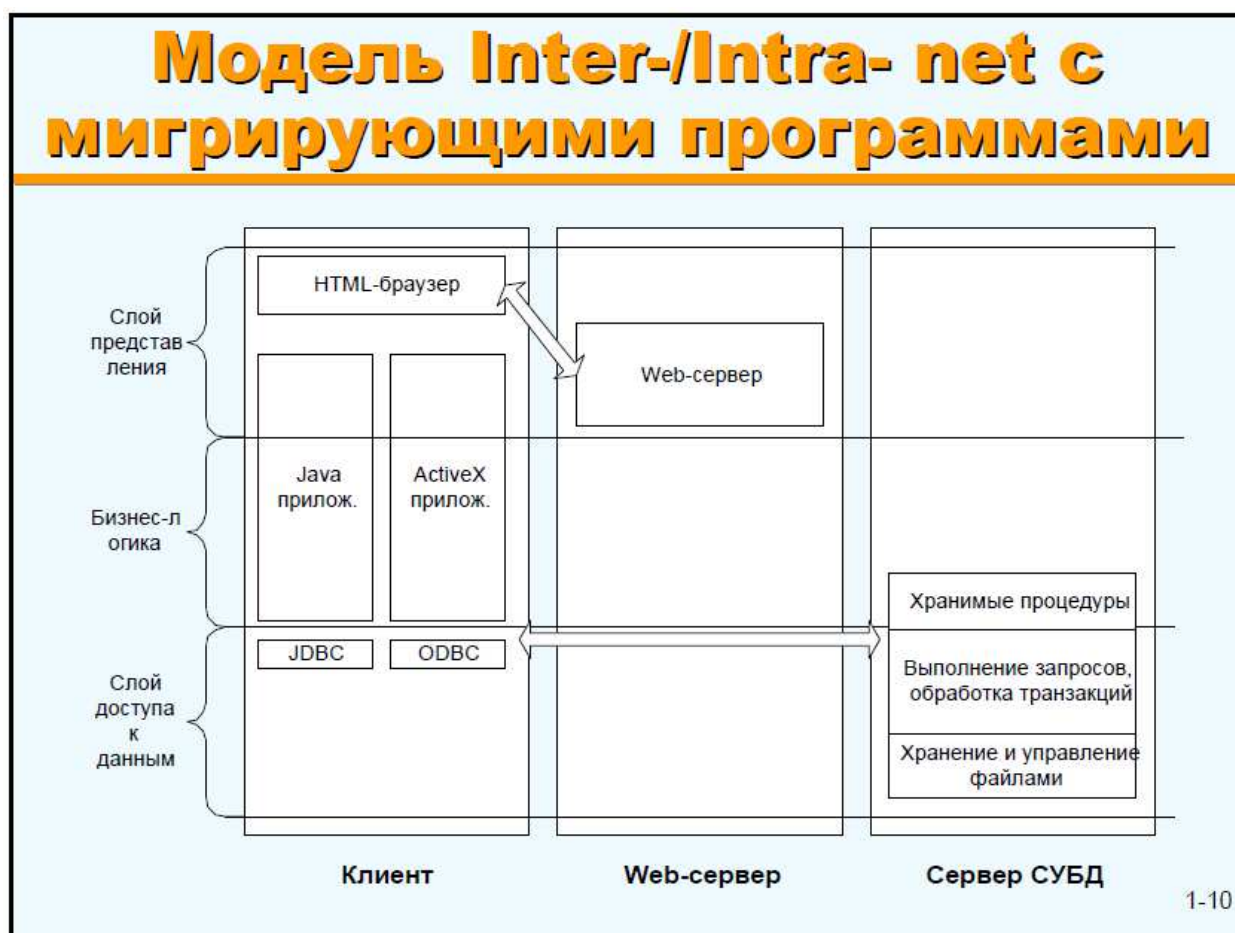 Модель Inter-/Intra- net с
мигрирующими программами
HTML-браузер
Слой
представ
ления
Web-сервер
Java
прилож.
ActiveX
прилож.
Бизнес-л
огика
Хранимые процедуры
JDBC
ODBC
Слой
доступа
к
данным
Выполнение запросов,
обработка транзакций
Хранение и управление
файлами
Клиент
Web-сервер
Сервер СУБД
1-10